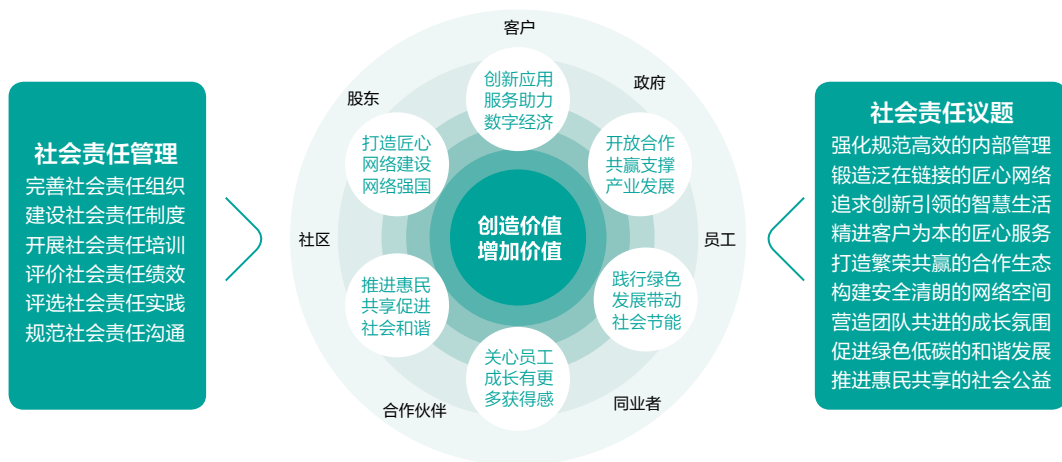 社会责任管理
完善社会责任组织
建设社会责任制度
开展社会责任培训
评价社会责任绩效
评选社会责任实践
规范社会责任沟通
客户
政府
股东
员工
社区
合作伙伴
同业者
创新应用
服务助力
数字经济
打造匠心
网络建设
网络强国
开放合作
共赢支撑
产业发展
创造价值
增加价值
推进惠民
共享促进
社会和谐
践行绿色
发展带动
社会节能
关心员工
成长有更
多获得感
社会责任议题
强化规范高效的内部管理
锻造泛在链接的匠心网络
追求创新引领的智慧生活
精进客户为本的匠心服务
打造繁荣共赢的合作生态
构建安全清朗的网络空间
营造团队共进的成长氛围
促进绿色低碳的和谐发展
推进惠民共享的社会公益